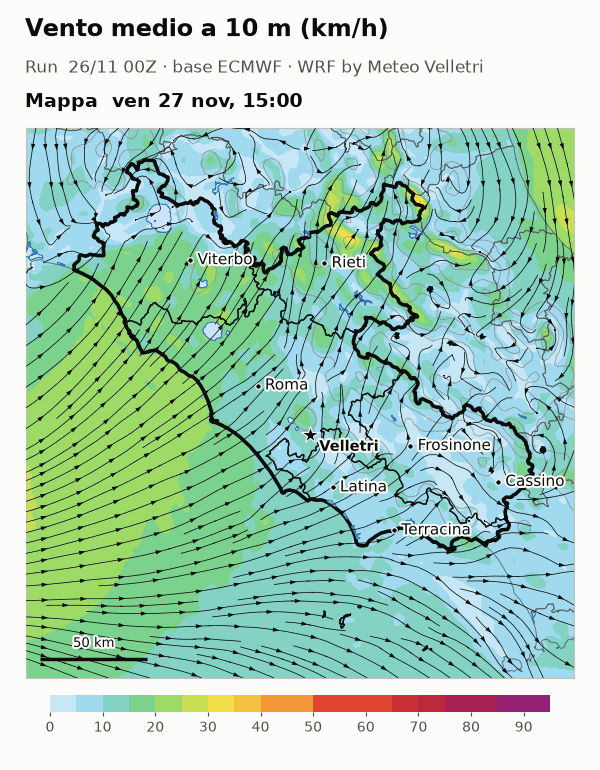 Vento medio a 10 m (km/h)
Run  26/11 00Z · base ECMWF · WRF by Meteo Velletri
Mappa  ven 27 nov, 15:00
Viterbo
Rieti
Roma
Velletri
Frosinone
Cassino
Latina
Terracina
50 km
0 10 20 30 40 50 60 70 80 90